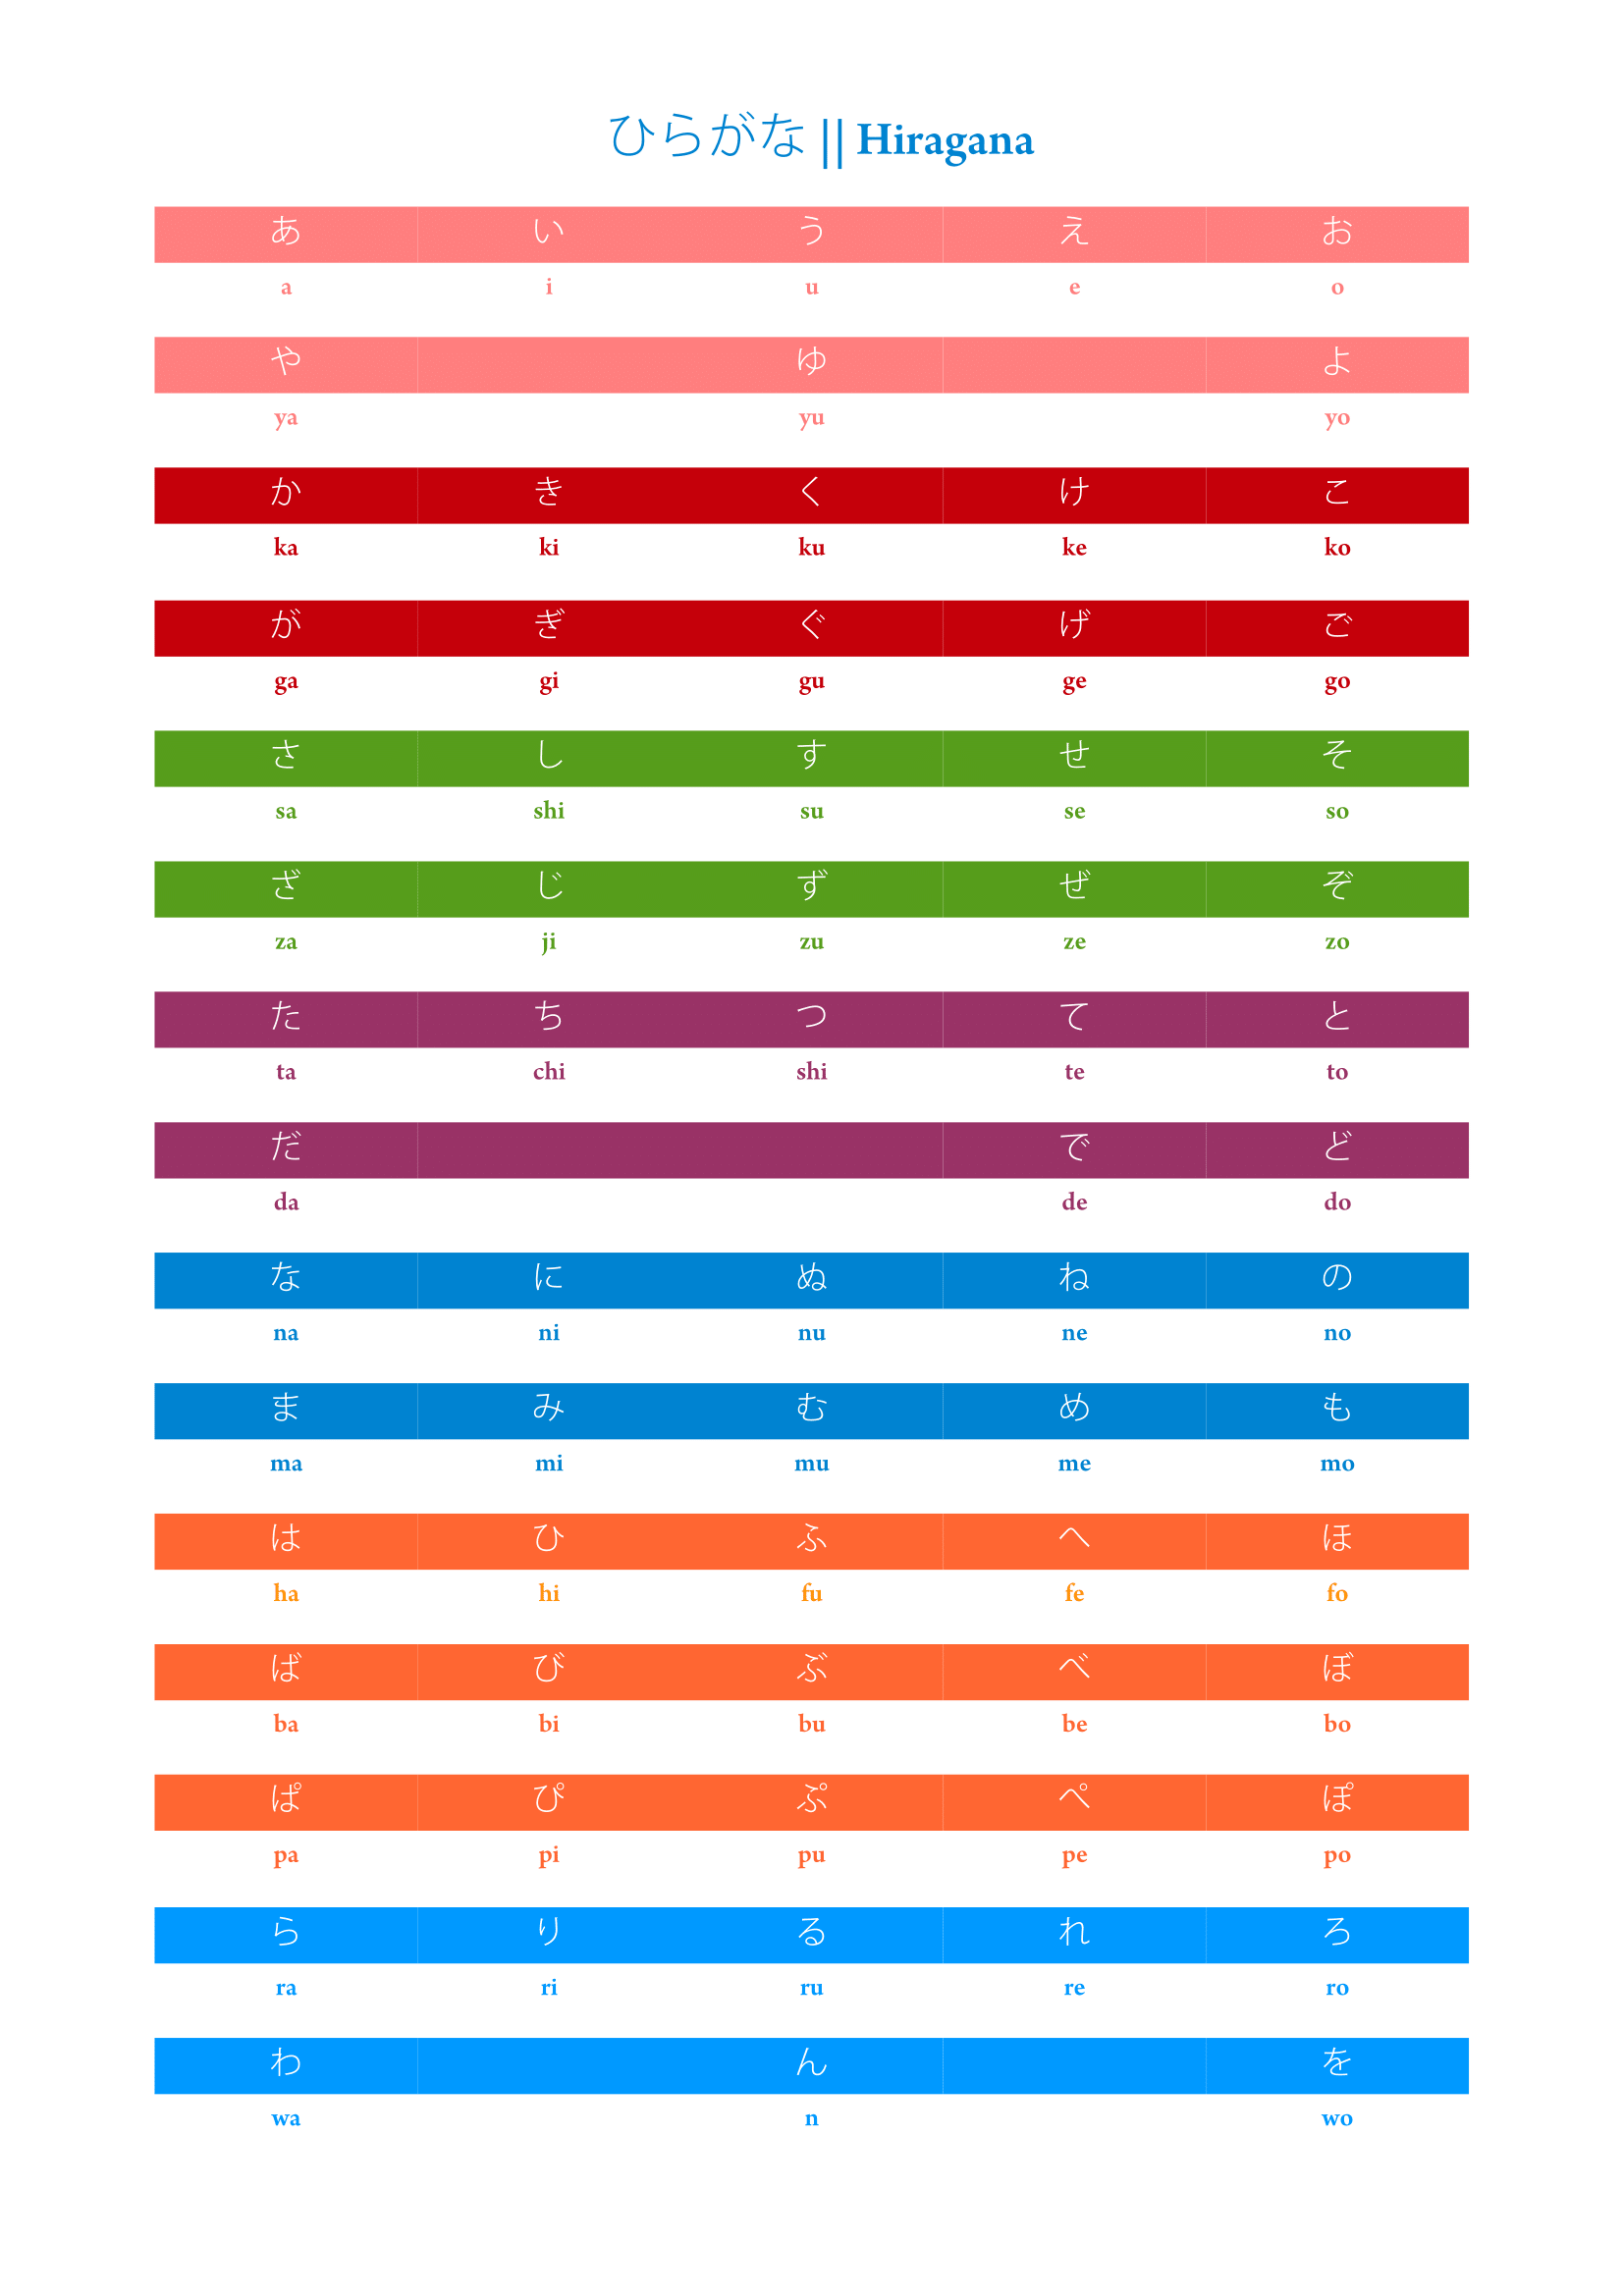 ひらがな || Hiragana
あ い う え お
a i u e o
や ゆ よ
ya yu yo
か き く け こ
ka ki ku ke ko
が ぎ ぐ げ ご
ga gi gu ge go
さ し す せ そ
sa shi su se so
ざ じ ず ぜ ぞ
za ji zu ze zo
た ち つ て と
ta chi shi te to
だ で ど
da de do
な に ぬ ね の
na ni nu ne no
ま み む め も
ma mi mu me mo
は ひ ふ へ ほ
ha hi fu fe fo
ば び ぶ べ ぼ
ba bi bu be bo
ぱ ぴ ぷ ぺ ぽ
pa pi pu pe po
ら り る れ ろ
ra ri ru re ro
わ ん を
wa n wo